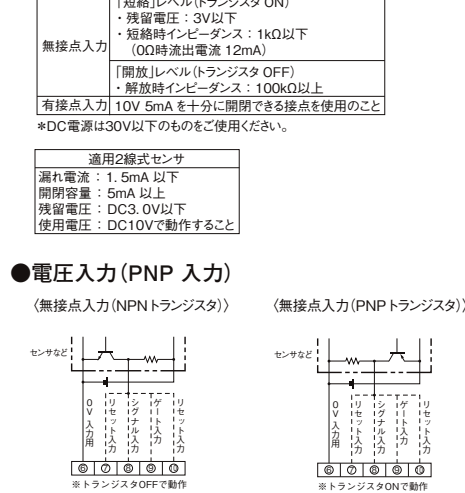 「短絡」レベル(トランジスタ ON)
・残留電圧：3V以下
・短絡時インピーダンス：1kΩ以下
(0Ω時流出電流 12mA)
無接点入力
「開放」レベル(トランジスタ OFF)
・解放時インピーダンス：100kΩ以上
有接点入力 10V 5mA を十分に開閉できる接点を使用のこと
*DC電源は30V以下のものをご使用ください。
適用2線式センサ
漏れ電流：1.5mA 以下
開閉容量：5mA 以上
残留電圧：DC3.0V以下
使用電圧：DC10Vで動作すること
●電圧入力(PNP 入力)
〈無接点入力(NPNトランジスタ)〉
センサなど
0V 入力用
リセット入力
シグナル入力
ゲート入力
リセット入力
⑥ ⑦ ⑧ ⑨ ⑩
※トランジスタOFFで動作
〈無接点入力(PNPトランジスタ)〉
センサなど
0V 入力用
リセット入力
シグナル入力
ゲート入力
リセット入力
⑥ ⑦ ⑧ ⑨ ⑩
※トランジスタONで動作